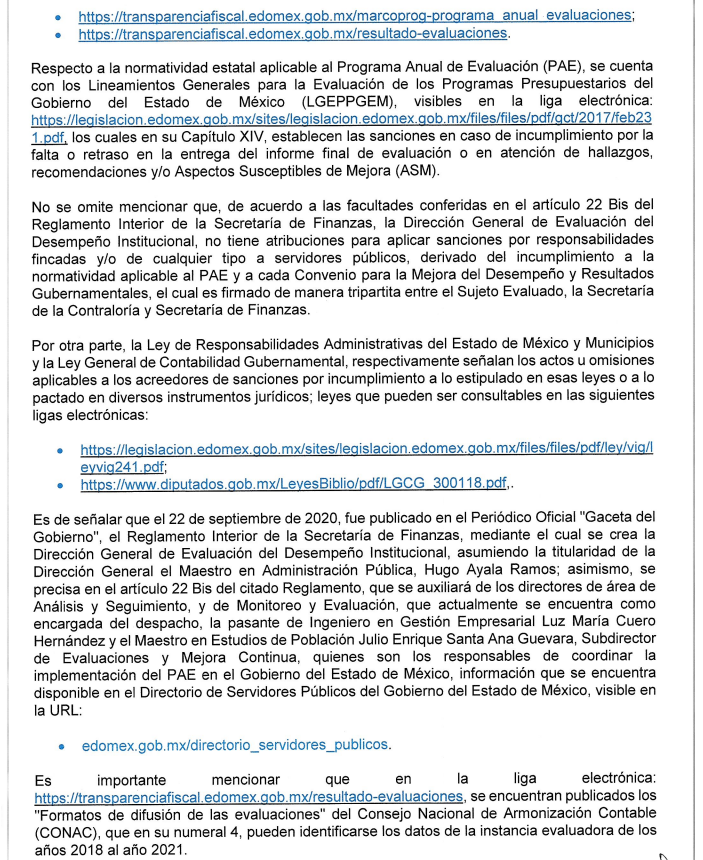 • https://transparenciafiscal.edomex.gob.mx/marcoprog-programa_anual_evaluaciones;
• https://transparenciafiscal.edomex.gob.mx/resultado-evaluaciones.
Respecto a la normatividad estatal aplicable al Programa Anual de Evaluación (PAE), se cuenta
con los Lineamientos Generales para la Evaluación de los Programas Presupuestarios del
Gobierno del Estado de México (LGEPPGEM), visibles en la liga electrónica:
https://legislacion.edomex.gob.mx/sites/legislacion.edomex.gob.mx/files/files/pdf/gct/2017/feb23
1.pdf, los cuales en su Capítulo XIV, establecen las sanciones en caso de incumplimiento por la
falta o retraso en la entrega del informe final de evaluación o en atención de hallazgos,
recomendaciones y/o Aspectos Susceptibles de Mejora (ASM).
No se omite mencionar que, de acuerdo a las facultades conferidas en el artículo 22 Bis del
Reglamento Interior de la Secretaría de Finanzas, la Dirección General de Evaluación del
Desempeño Institucional, no tiene atribuciones para aplicar sanciones por responsabilidades
fincadas y/o de cualquier tipo a servidores públicos, derivado del incumplimiento a la
normatividad aplicable al PAE y a cada Convenio para la Mejora del Desempeño y Resultados
Gubernamentales, el cual es firmado de manera tripartita entre el Sujeto Evaluado, la Secretaría
de la Contraloría y Secretaría de Finanzas.
Por otra parte, la Ley de Responsabilidades Administrativas del Estado de México y Municipios
y la Ley General de Contabilidad Gubernamental, respectivamente señalan los actos u omisiones
aplicables a los acreedores de sanciones por incumplimiento a lo estipulado en esas leyes o a lo
pactado en diversos instrumentos jurídicos; leyes que pueden ser consultables en las siguientes
ligas electrónicas:
• https://legislacion.edomex.gob.mx/sites/legislacion.edomex.gob.mx/files/files/pdf/ley/vig/l
eyvig241.pdf;
• https://www.diputados.gob.mx/LeyesBiblio/pdf/LGCG_300118.pdf,.
Es de señalar que el 22 de septiembre de 2020, fue publicado en el Periódico Oficial "Gaceta del
Gobierno", el Reglamento Interior de la Secretaría de Finanzas, mediante el cual se crea la
Dirección General de Evaluación del Desempeño Institucional, asumiendo la titularidad de la
Dirección General el Maestro en Administración Pública, Hugo Ayala Ramos; asimismo, se
precisa en el artículo 22 Bis del citado Reglamento, que se auxiliará de los directores de área de
Análisis y Seguimiento, y de Monitoreo y Evaluación, que actualmente se encuentra como
encargada del despacho, la pasante de Ingeniero en Gestión Empresarial Luz María Cuero
Hernández y el Maestro en Estudios de Población Julio Enrique Santa Ana Guevara, Subdirector
de Evaluaciones y Mejora Continua, quienes son los responsables de coordinar la
implementación del PAE en el Gobierno del Estado de México, información que se encuentra
disponible en el Directorio de Servidores Públicos del Gobierno del Estado de México, visible en
la URL:
• edomex.gob.mx/directorio_servidores_publicos.
Es importante mencionar que en la liga electrónica:
https://transparenciafiscal.edomex.gob.mx/resultado-evaluaciones, se encuentran publicados los
"Formatos de difusión de las evaluaciones" del Consejo Nacional de Armonización Contable
(CONAC), que en su numeral 4, pueden identificarse los datos de la instancia evaluadora de los
años 2018 al año 2021.